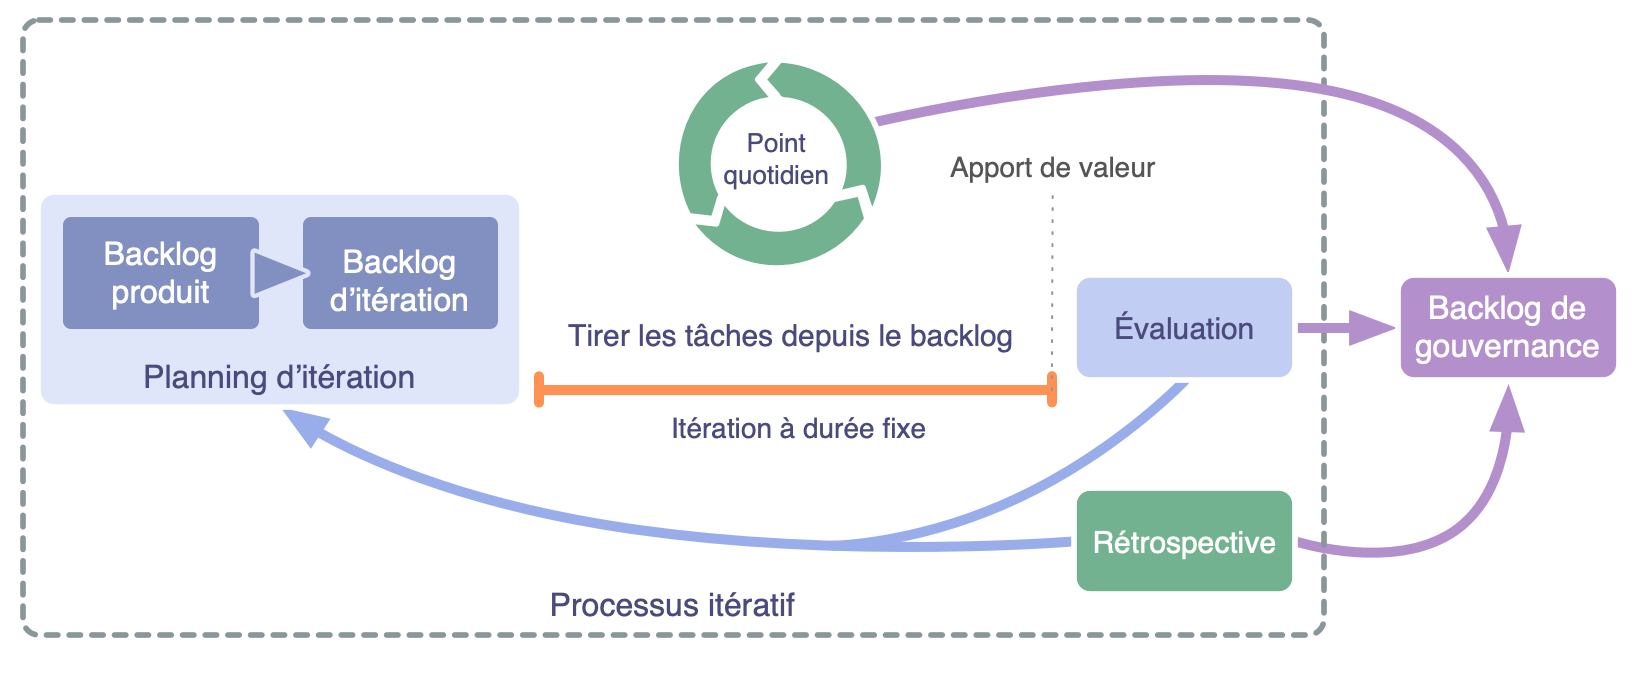 Point
quotidien
Apport de valeur
Backlog
produit
Backlog
d’itération
Planning d’itération
Tirer les tâches depuis le backlog
Itération à durée fixe
Évaluation
Backlog de
gouvernance
Rétrospective
Processus itératif